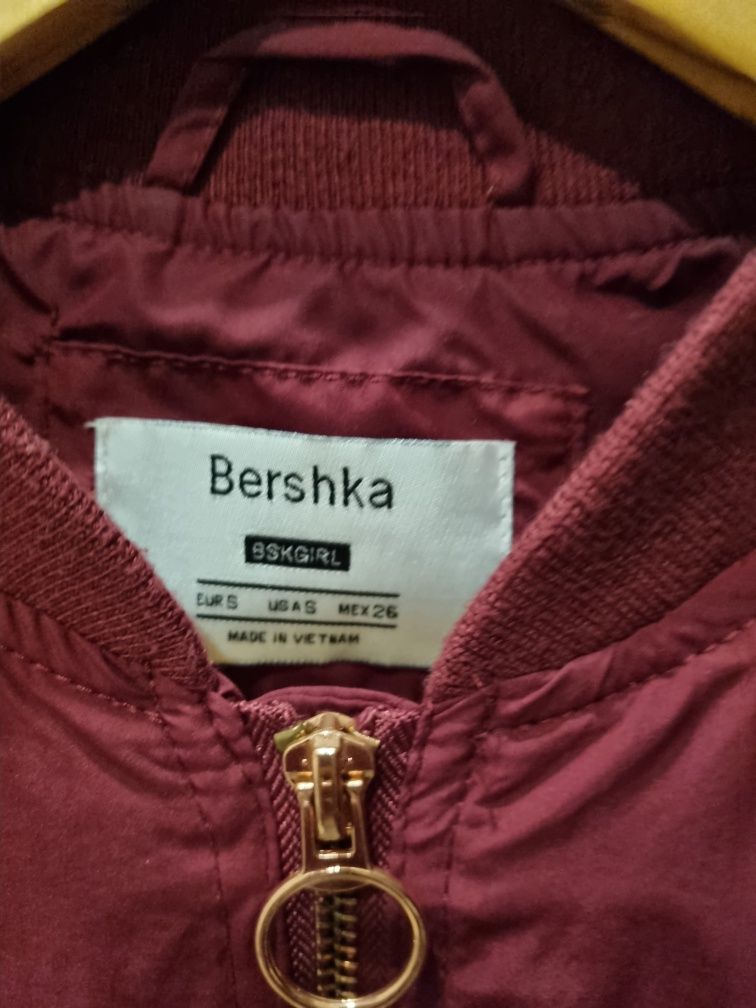 Bershka
BSKGIRL
EUR S USA S MEX 26
MADE IN VIETNAM